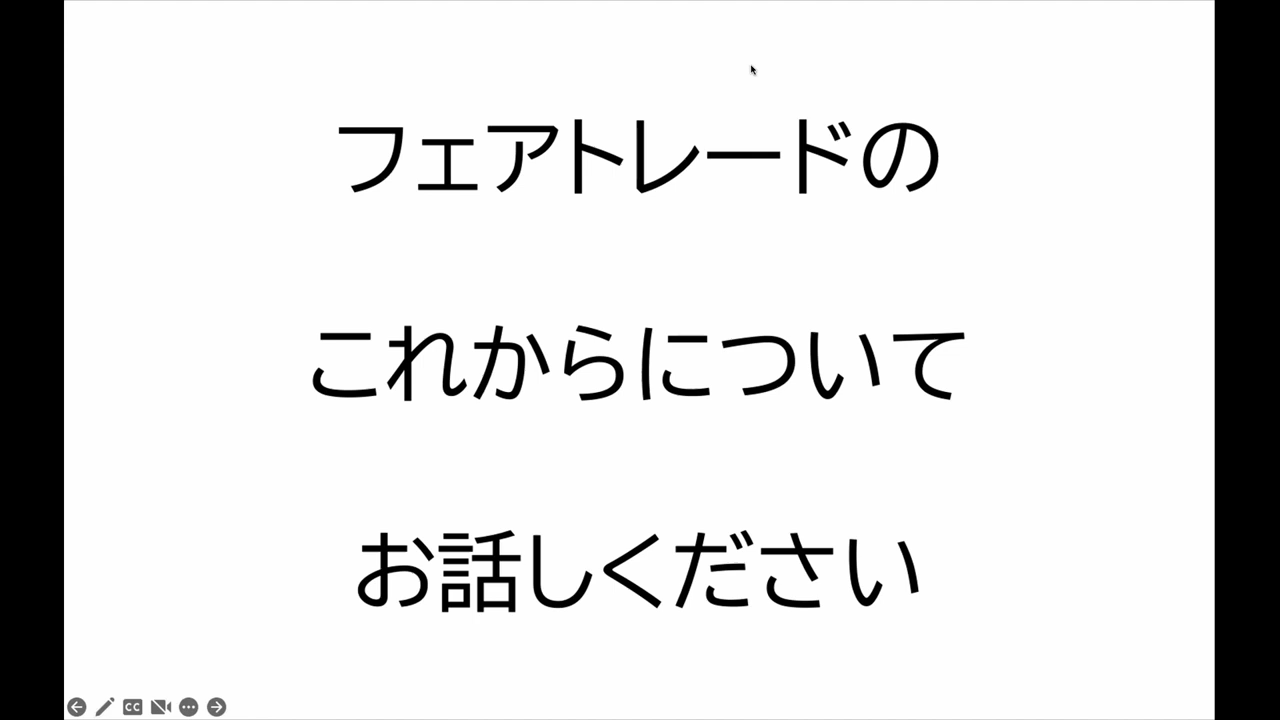 フェアトレードの
これからについて
お話しください
CC